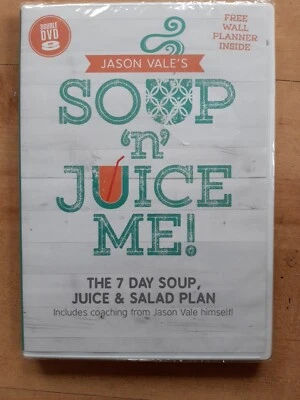 DOUBLE
DVD
FREE
WALL
PLANNER
INSIDE
JASON VALE'S
SOUP
'n'
JUICE
ME!
THE 7 DAY SOUP,
JUICE & SALAD PLAN
Includes coaching from Jason Vale himself!